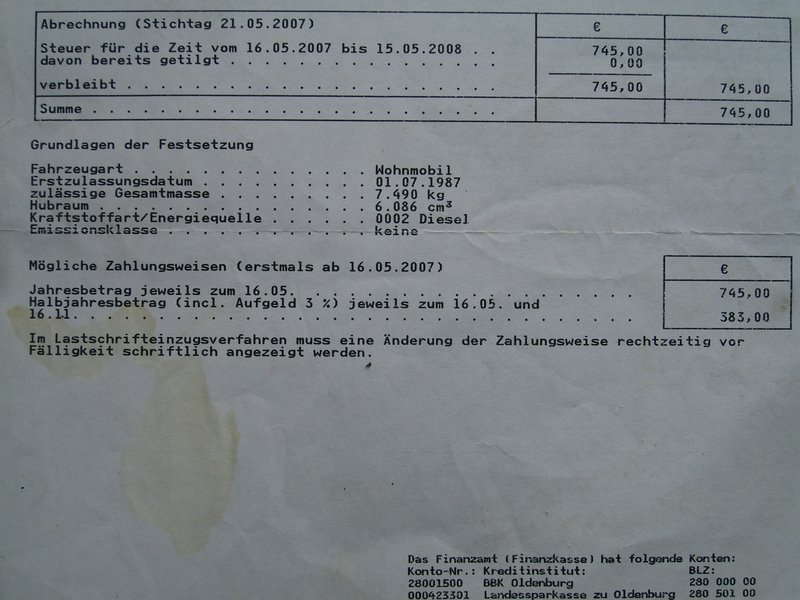 Abrechnung (Stichtag 21.05.2007) € €
Steuer für die Zeit vom 16.05.2007 bis 15.05.2008 . . 745,00
davon bereits getilgt . . . . . . . . . . . . . . . . 0,00
verbleibt . . . . . . . . . . . . . . . . . . . . . . 745,00 745,00
Summe . . . . . . . . . . . . . . . . . . . . . . . . 745,00
Grundlagen der Festsetzung
Fahrzeugart . . . . . . . . . . . . . . Wohnmobil
Erstzulassungsdatum . . . . . . . . . . 01.07.1987
zulässige Gesamtmasse . . . . . . . . . 7.490 kg
Hubraum . . . . . . . . . . . . . . . . 6.086 cm³
Kraftstoffart/Energiequelle . . . . . . 0002 Diesel
Emissionsklasse . . . . . . . . . . . . keine
Mögliche Zahlungsweisen (erstmals ab 16.05.2007) €
Jahresbetrag jeweils zum 16.05. . . . . . . . . . . . . . . . . . 745,00
Halbjahresbetrag (incl. Aufgeld 3 %) jeweils zum 16.05. und
16.11. . . . . . . . . . . . . . . . . . . . . . . . . . . . . . 383,00
Im Lastschrifteinzugsverfahren muss eine Änderung der Zahlungsweise rechtzeitig vor
Fälligkeit schriftlich angezeigt werden.
Das Finanzamt (Finanzkasse) hat folgende Konten:
Konto-Nr.: Kreditinstitut: BLZ:
28001500 BBK Oldenburg 280 000 00
000423301 Landessparkasse zu Oldenburg 280 501 00